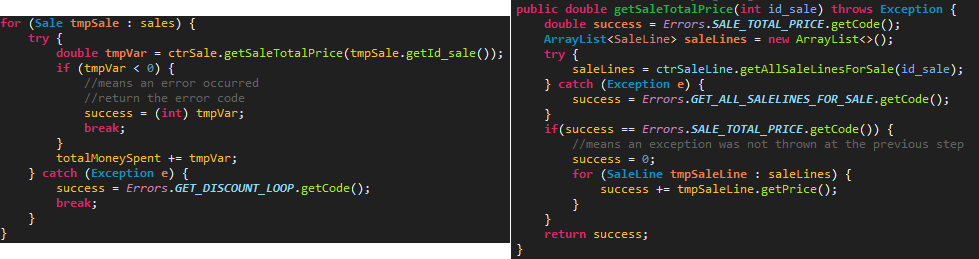 for (Sale tmpSale : sales) {
    try {
        double tmpVar = ctrSale.getSaleTotalPrice(tmpSale.getId_sale());
        if (tmpVar < 0) {
            //means an error occurred
            //return the error code
            success = (int) tmpVar;
            break;
        }
        totalMoneySpent += tmpVar;
    } catch (Exception e) {
        success = Errors.GET_DISCOUNT_LOOP.getCode();
        break;
    }
}
public double getSaleTotalPrice(int id_sale) throws Exception {
    double success = Errors.SALE_TOTAL_PRICE.getCode();
    ArrayList<SaleLine> saleLines = new ArrayList<>();
    try {
        saleLines = ctrSaleLine.getAllSaleLinesForSale(id_sale);
    } catch (Exception e) {
        success = Errors.GET_ALL_SALELINES_FOR_SALE.getCode();
    }
    if(success == Errors.SALE_TOTAL_PRICE.getCode()) {
        //means an exception was not thrown at the previous step
        success = 0;
        for (SaleLine tmpSaleLine : saleLines) {
            success += tmpSaleLine.getPrice();
        }
    }
    return success;
}